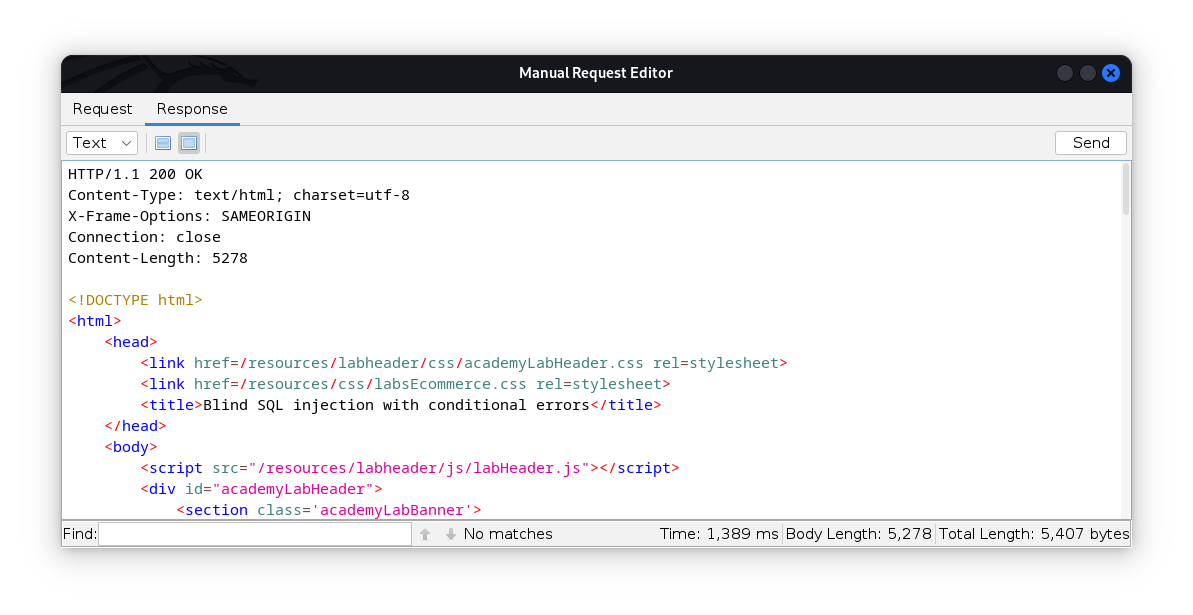 Manual Request Editor
Request Response
Text Send
HTTP/1.1 200 OK
Content-Type: text/html; charset=utf-8
X-Frame-Options: SAMEORIGIN
Connection: close
Content-Length: 5278

<!DOCTYPE html>
<html>
    <head>
        <link href=/resources/labheader/css/academyLabHeader.css rel=stylesheet>
        <link href=/resources/css/labsEcommerce.css rel=stylesheet>
        <title>Blind SQL injection with conditional errors</title>
    </head>
    <body>
        <script src="/resources/labheader/js/labHeader.js"></script>
        <div id="academyLabHeader">
            <section class='academyLabBanner'>
Find: No matches Time: 1,389 ms Body Length: 5,278 Total Length: 5,407 bytes